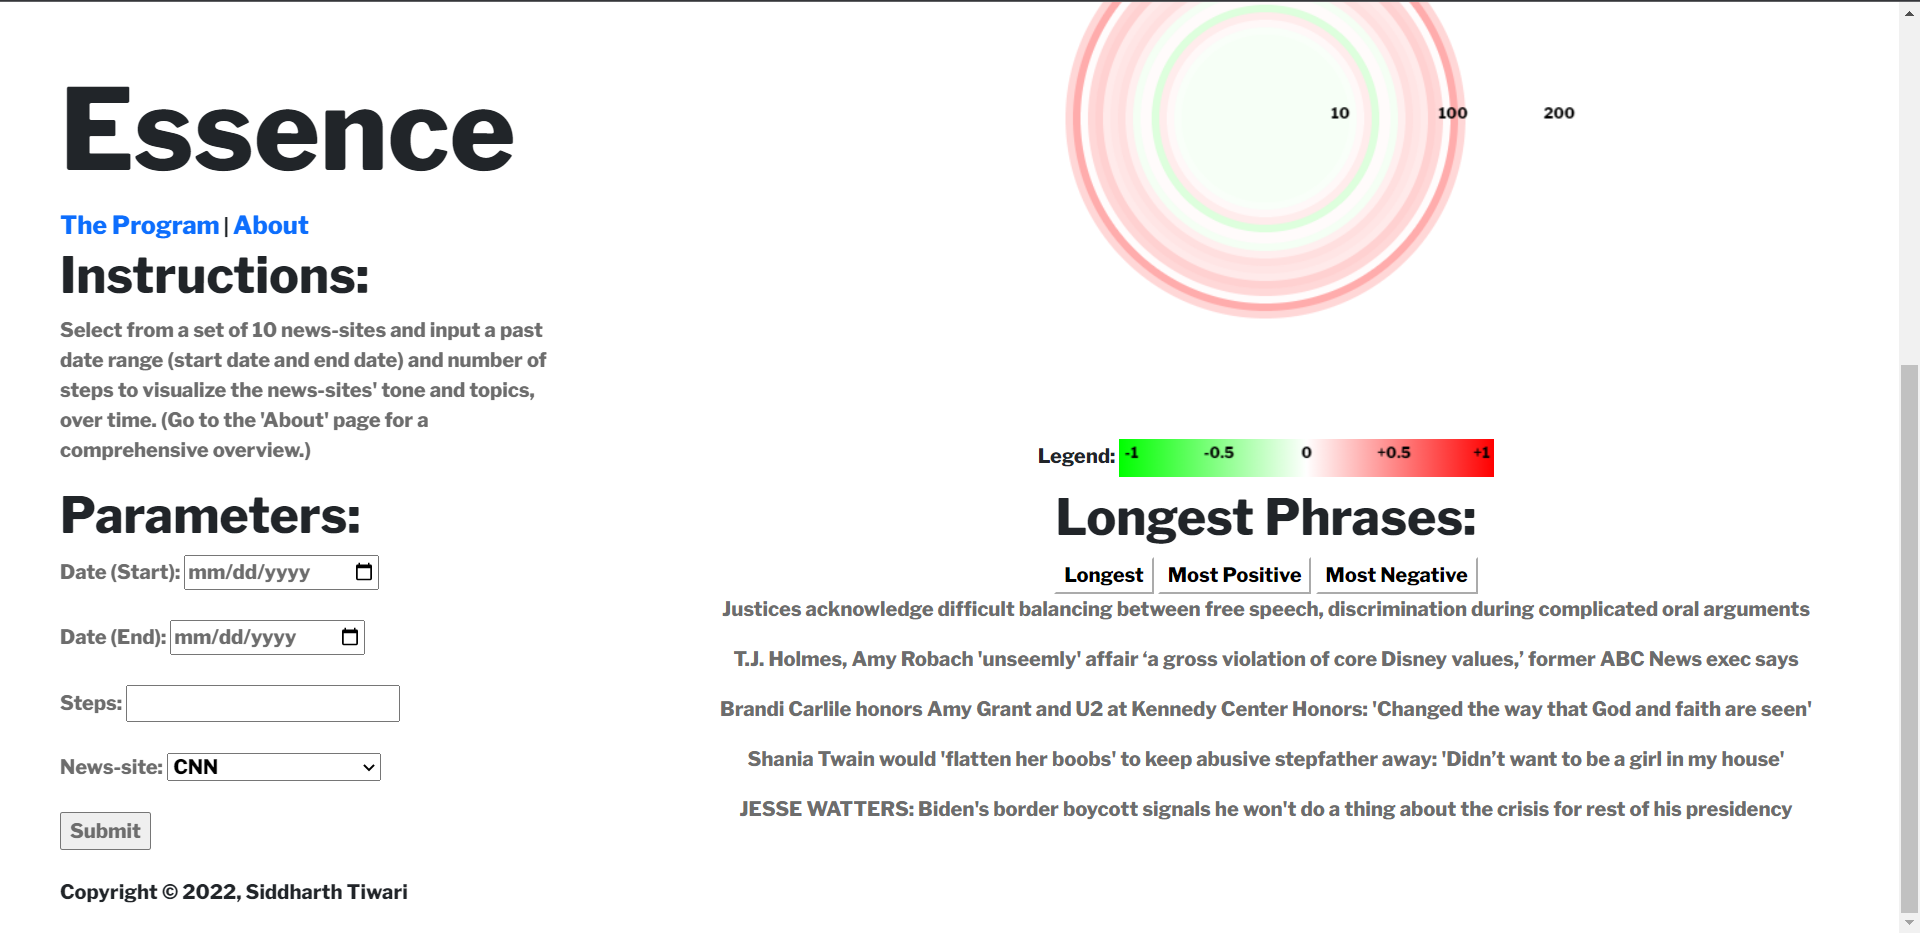 Essence
The Program | About
Instructions:
Select from a set of 10 news-sites and input a past
date range (start date and end date) and number of
steps to visualize the news-sites' tone and topics,
over time. (Go to the 'About' page for a
comprehensive overview.)
Parameters:
Date (Start): mm/dd/yyyy
Date (End): mm/dd/yyyy
Steps:
News-site: CNN
Submit
Copyright © 2022, Siddharth Tiwari
10 100 200
Legend: -1 -0.5 0 +0.5 +1
Longest Phrases:
Longest Most Positive Most Negative
Justices acknowledge difficult balancing between free speech, discrimination during complicated oral arguments
T.J. Holmes, Amy Robach 'unseemly' affair ‘a gross violation of core Disney values,’ former ABC News exec says
Brandi Carlile honors Amy Grant and U2 at Kennedy Center Honors: 'Changed the way that God and faith are seen'
Shania Twain would 'flatten her boobs' to keep abusive stepfather away: 'Didn’t want to be a girl in my house'
JESSE WATTERS: Biden's border boycott signals he won't do a thing about the crisis for rest of his presidency